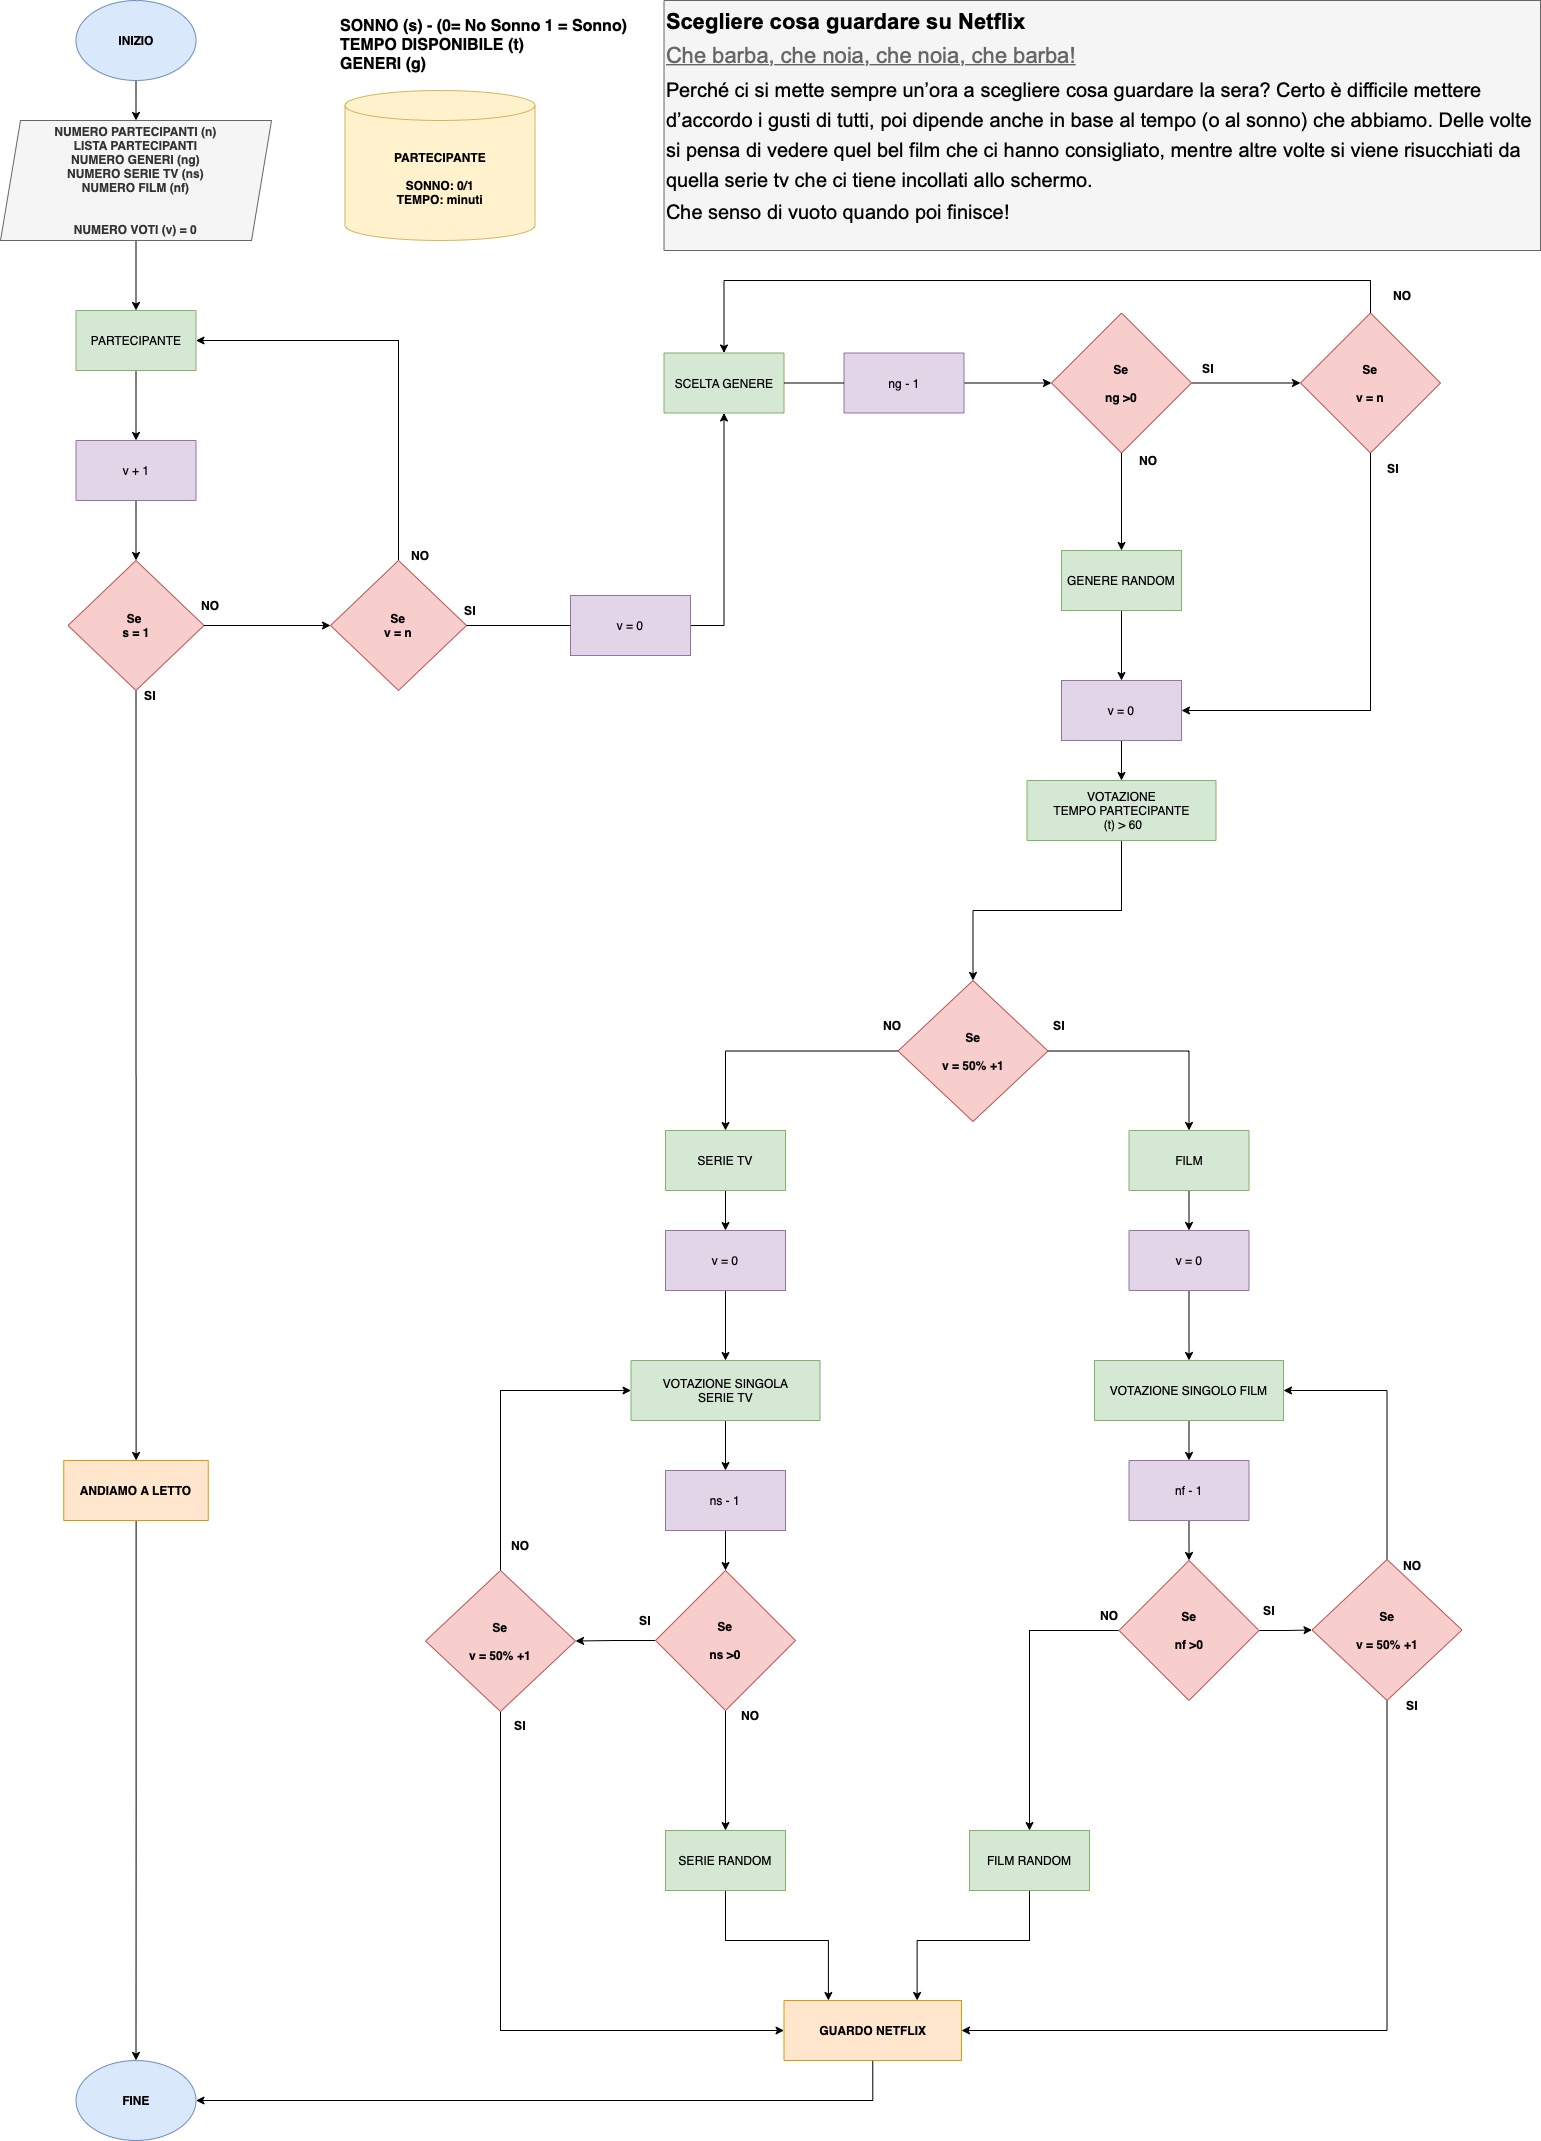 INIZIO
SONNO (s) - (0= No Sonno 1 = Sonno)
TEMPO DISPONIBILE (t)
GENERI (g)
Scegliere cosa guardare su Netflix
Che barba, che noia, che noia, che barba!
Perché ci si mette sempre un’ora a scegliere cosa guardare la sera? Certo è difficile mettere
d’accordo i gusti di tutti, poi dipende anche in base al tempo (o al sonno) che abbiamo. Delle volte
si pensa di vedere quel bel film che ci hanno consigliato, mentre altre volte si viene risucchiati da
quella serie tv che ci tiene incollati allo schermo.
Che senso di vuoto quando poi finisce!
NUMERO PARTECIPANTI (n)
LISTA PARTECIPANTI
NUMERO GENERI (ng)
NUMERO SERIE TV (ns)
NUMERO FILM (nf)
NUMERO VOTI (v) = 0
PARTECIPANTE
SONNO: 0/1
TEMPO: minuti
PARTECIPANTE
v + 1
Se
s = 1
NO
SI
Se
v = n
NO
SI
v = 0
SCELTA GENERE
ng - 1
Se
ng >0
SI
NO
Se
v = n
NO
SI
GENERE RANDOM
v = 0
VOTAZIONE
TEMPO PARTECIPANTE
(t) > 60
Se
v = 50% +1
NO
SI
SERIE TV
FILM
v = 0
v = 0
VOTAZIONE SINGOLA
SERIE TV
VOTAZIONE SINGOLO FILM
ANDIAMO A LETTO
ns - 1
nf - 1
NO
Se
v = 50% +1
SI
SI
Se
ns >0
NO
NO
Se
nf >0
SI
NO
Se
v = 50% +1
SI
SERIE RANDOM
FILM RANDOM
GUARDO NETFLIX
FINE